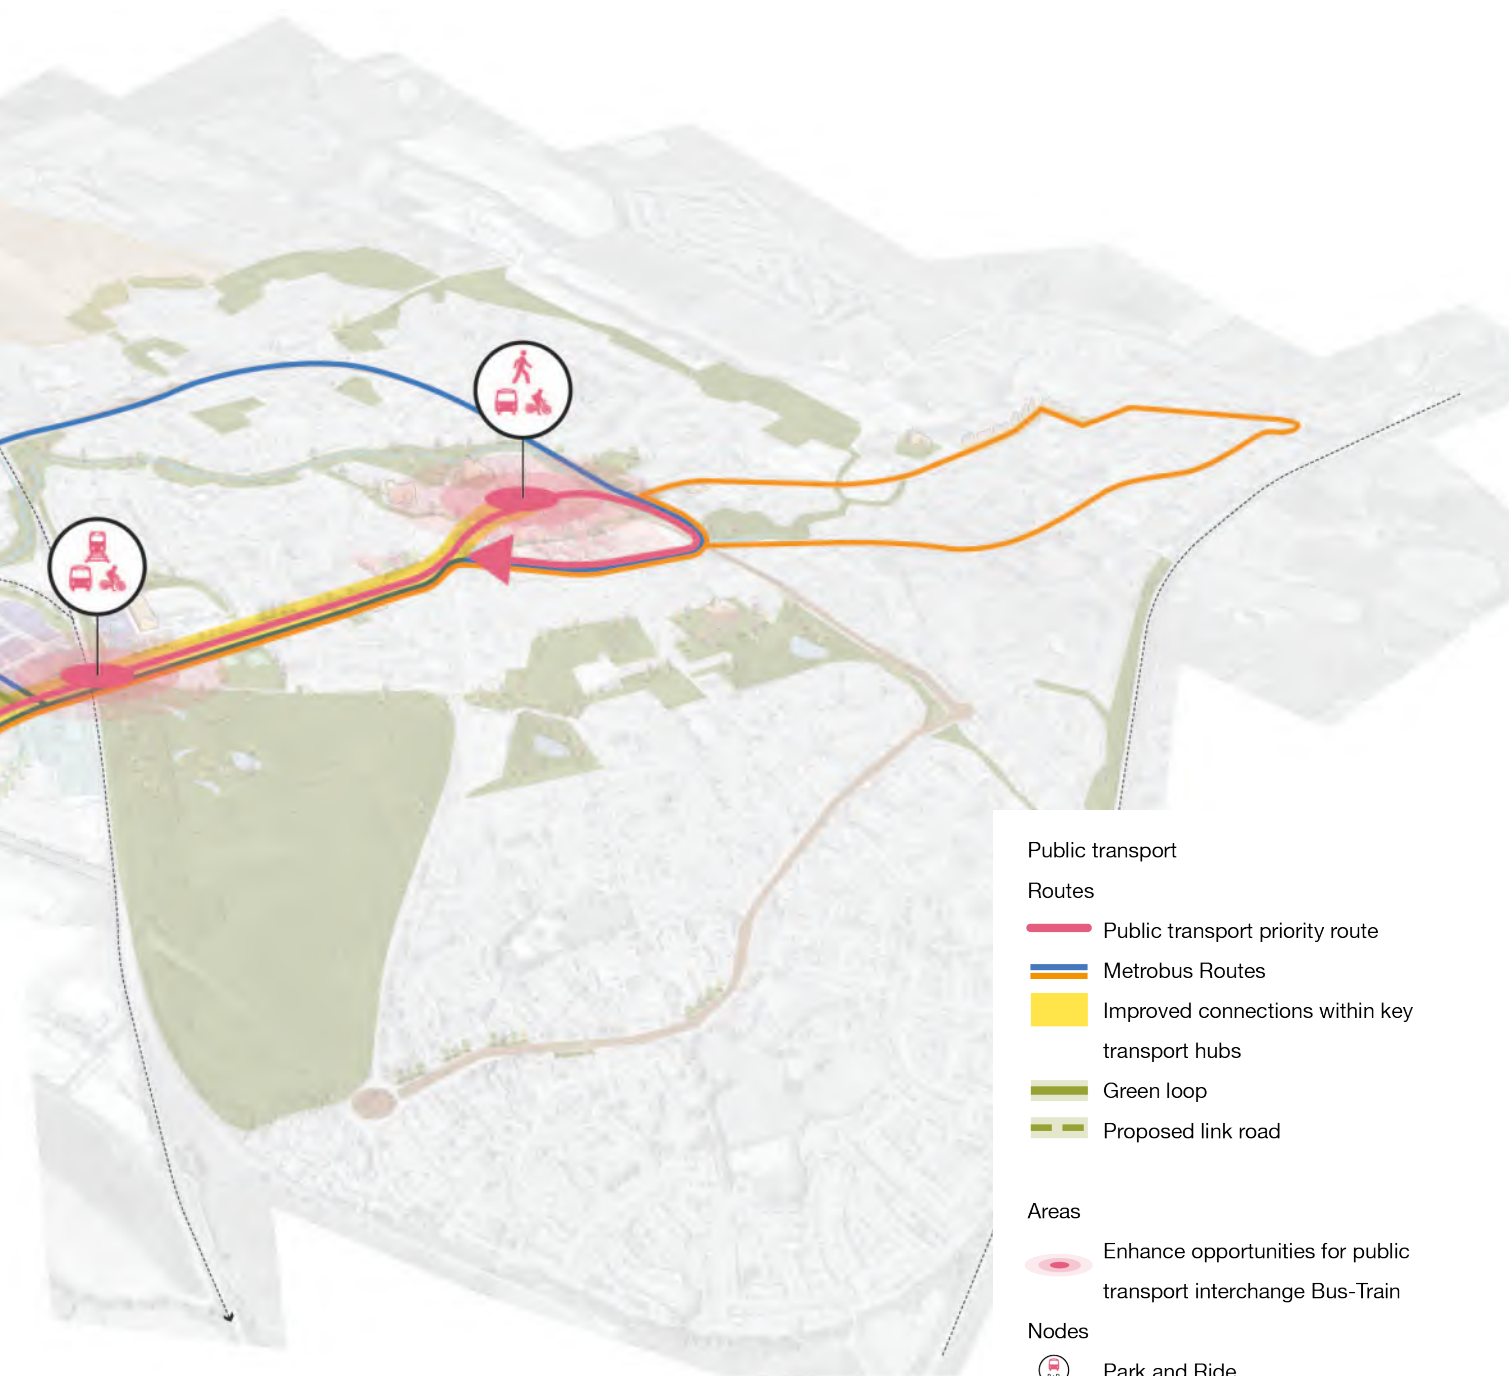 Public transport
Routes
Public transport priority route
Metrobus Routes
Improved connections within key
transport hubs
Green loop
Proposed link road
Areas
Enhance opportunities for public
transport interchange Bus-Train
Nodes
Park and Ride